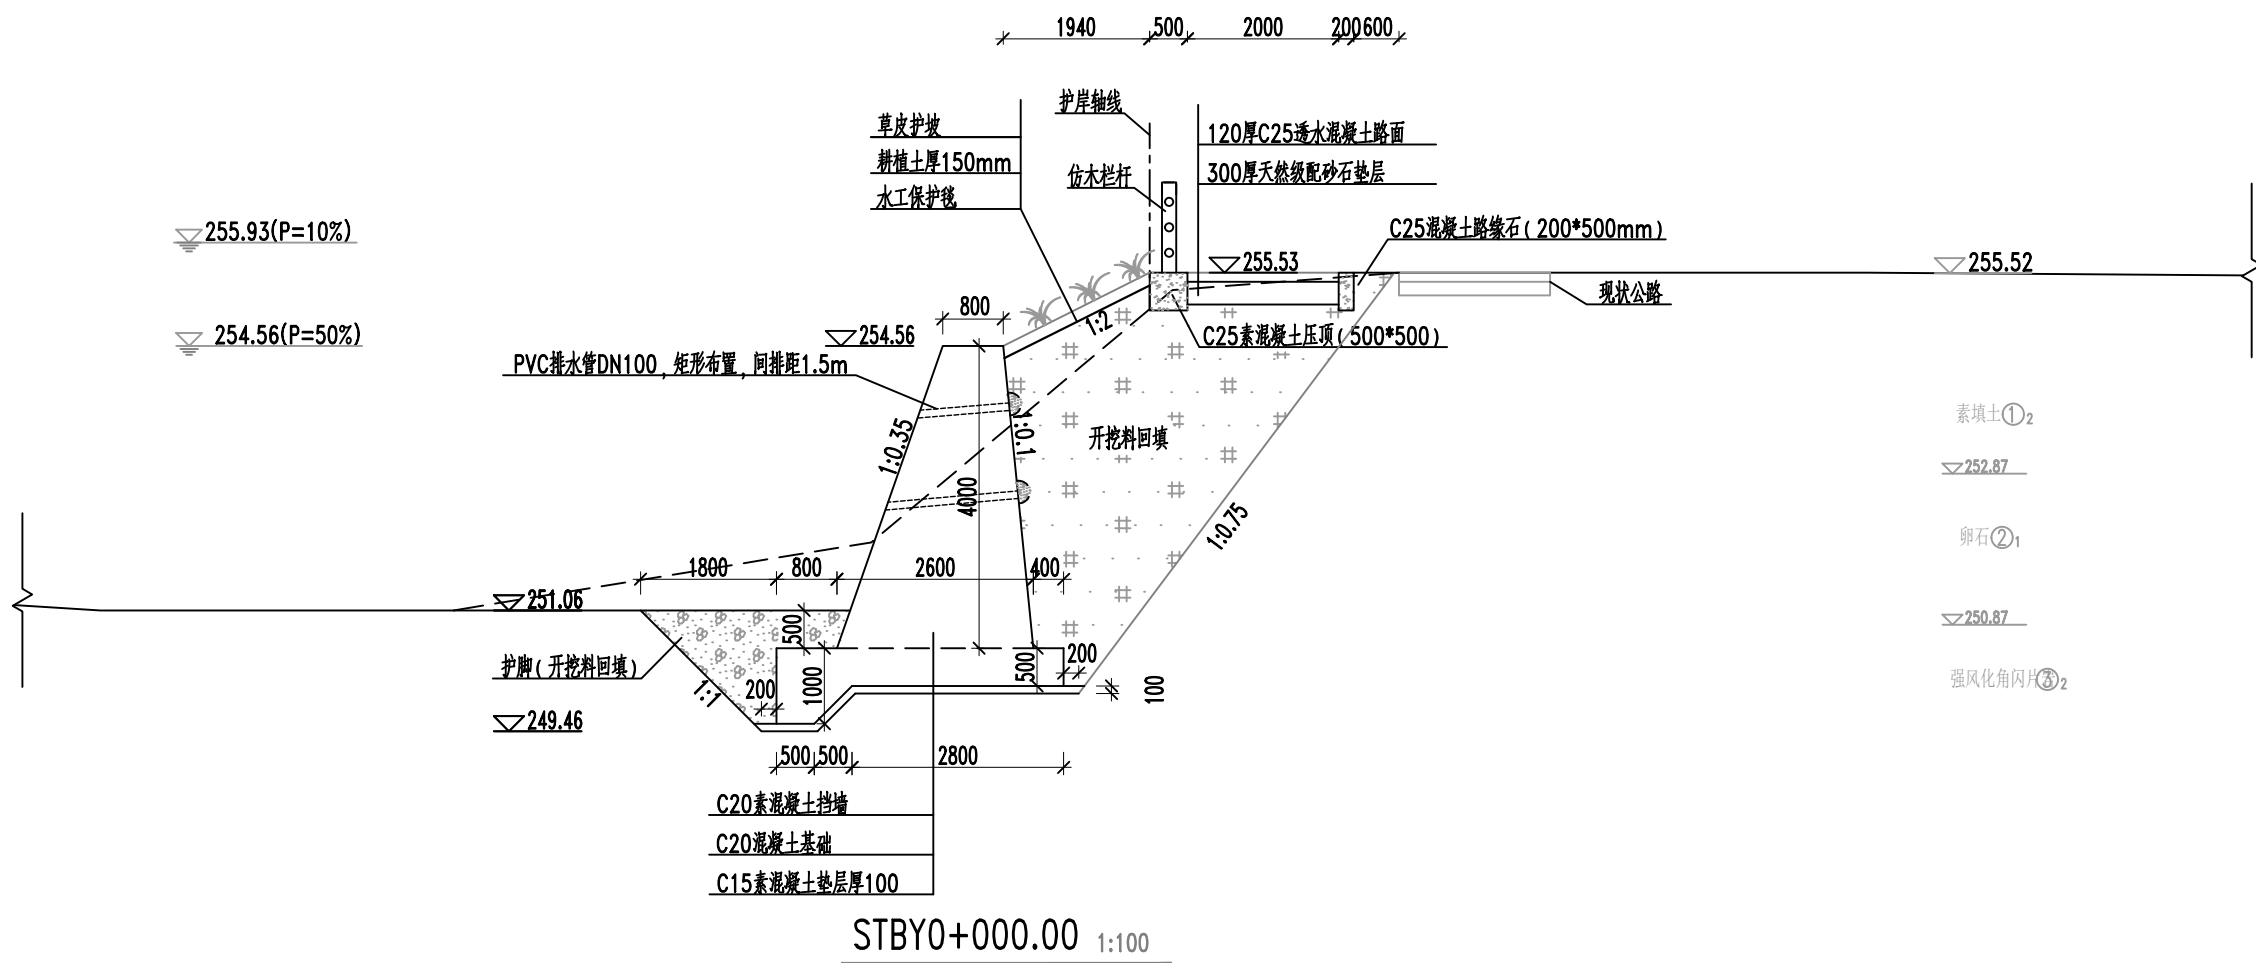 1940
500
2000
200
600
护岸轴线
草皮护坡
耕植土厚150mm
水工保护毯
仿木栏杆
120厚C25透水混凝土路面
300厚天然级配砂石垫层
C25混凝土路缘石（200*500mm）
255.93(P=10%)
255.53
255.52
现状公路
800
254.56
1:2
C25素混凝土压顶（500*500）
254.56(P=50%)
PVC排水管DN100，矩形布置，间排距1.5m
1:0.35
1:0.1
开挖料回填
素填土①2
252.87
4000
1:0.75
卵石②1
1800
800
2600
400
251.06
500
250.87
护脚（开挖料回填）
1:1
200
1000
500
200
100
强风化角闪片③2
249.46
500
500
2800
C20素混凝土挡墙
C20混凝土基础
C15素混凝土垫层厚100
STBY0+000.00 1:100